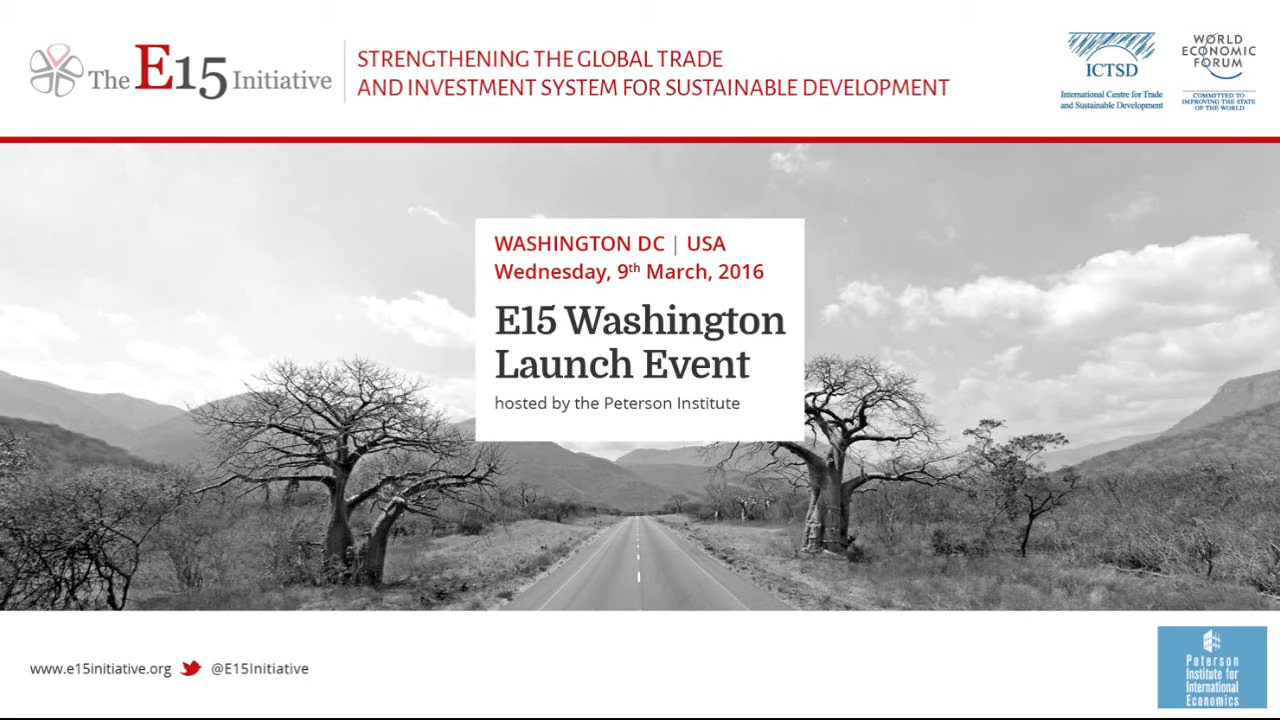 The E15 Initiative
STRENGTHENING THE GLOBAL TRADE
AND INVESTMENT SYSTEM FOR SUSTAINABLE DEVELOPMENT
ICTSD
International Centre for Trade
and Sustainable Development
WORLD
ECONOMIC
FORUM
COMMITTED TO
IMPROVING THE STATE
OF THE WORLD
WASHINGTON DC | USA
Wednesday, 9th March, 2016
E15 Washington
Launch Event
hosted by the Peterson Institute
www.e15initiative.org
@E15Initiative
Peterson
Institute for
International
Economics